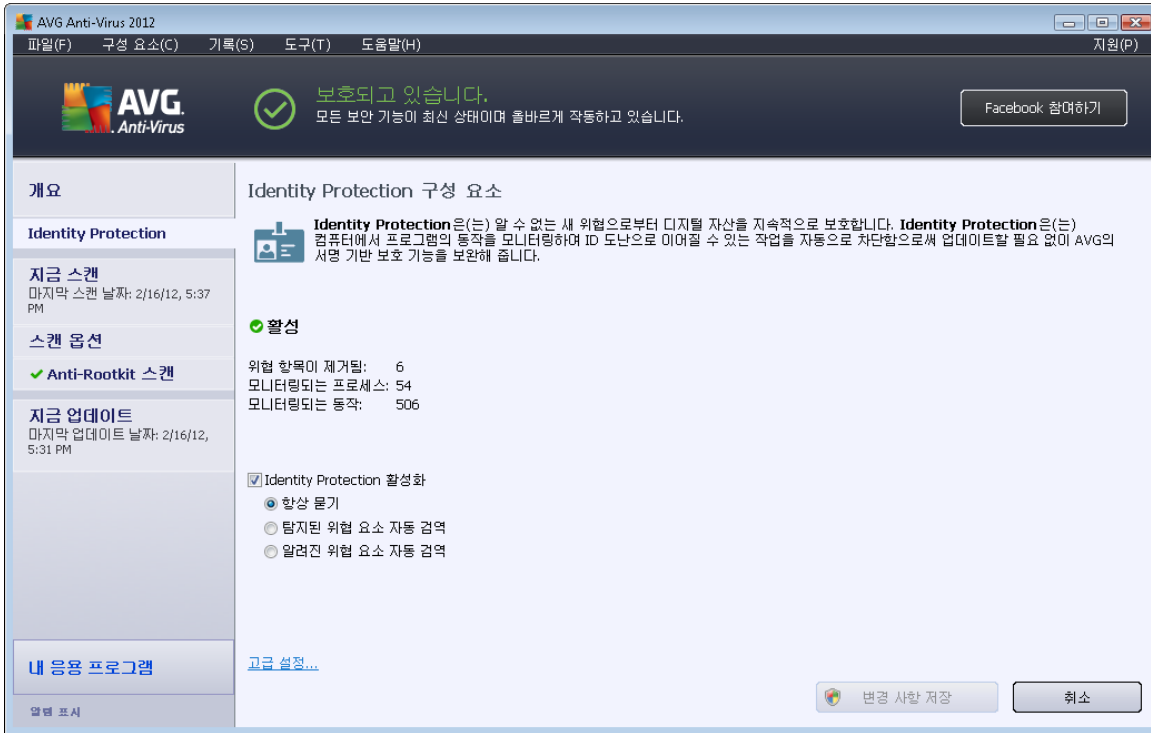 AVG Anti-Virus 2012
파일(F) 구성 요소(C) 기록(S) 도구(T) 도움말(H) 지원(P)
AVG.
Anti-Virus
보호되고 있습니다.
모든 보안 기능이 최신 상태이며 올바르게 작동하고 있습니다.
Facebook 참여하기
개요
Identity Protection
지금 스캔
마지막 스캔 날짜: 2/16/12, 5:37
PM
스캔 옵션
Anti-Rootkit 스캔
지금 업데이트
마지막 업데이트 날짜: 2/16/12,
5:31 PM
내 응용 프로그램
알림 표시
Identity Protection 구성 요소
Identity Protection은(는) 알 수 없는 새 위협으로부터 디지털 자산을 지속적으로 보호합니다. Identity Protection은(는)
컴퓨터에서 프로그램의 동작을 모니터링하여 ID 도난으로 이어질 수 있는 작업을 자동으로 차단함으로써 업데이트할 필요 없이 AVG의
서명 기반 보호 기능을 보완해 줍니다.
활성
위협 항목이 제거됨: 6
모니터링되는 프로세스: 54
모니터링되는 동작: 506
Identity Protection 활성화
항상 묻기
탐지된 위협 요소 자동 검역
알려진 위협 요소 자동 검역
고급 설정...
변경 사항 저장
취소